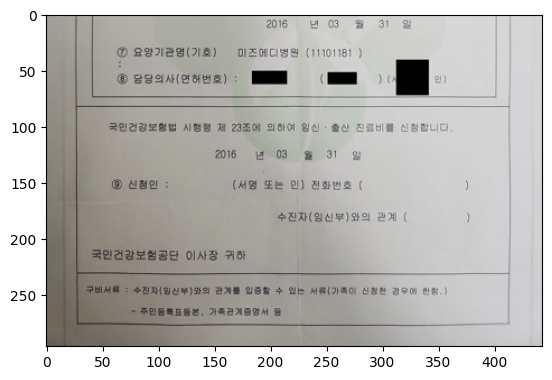 2016 년 03 월 31 일
⑦ 요양기관명(기호) 미즈메디병원 (11101181 )
:
⑧ 담당의사(면허번호) : ( ) ( 인)
국민건강보험법 시행령 제 23조에 의하여 임신·출산 진료비를 신청합니다.
2016 년 03 월 31 일
⑨ 신청인 : (서명 또는 인) 전화번호 ( )
수진자(임신부)와의 관계 ( )
국민건강보험공단 이사장 귀하
구비서류 : 수진자(임신부)와의 관계를 입증할 수 있는 서류(가족이 신청한 경우에 한함.)
- 주민등록표등본, 가족관계증명서 등
0
50
100
150
200
250
0 50 100 150 200 250 300 350 400